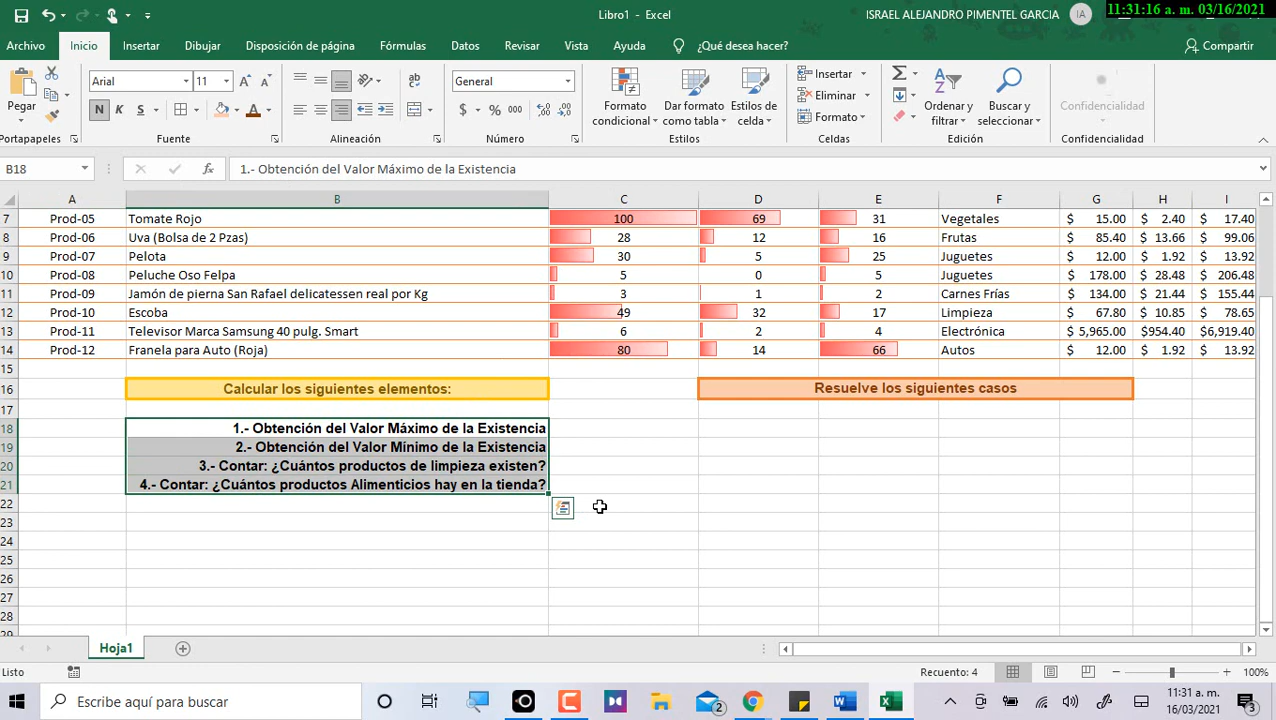 Libro1 - Excel
ISRAEL ALEJANDRO PIMENTEL GARCIA
IA
11:31:16 a. m. 03/16/2021
Archivo Inicio Insertar Dibujar Disposición de página Fórmulas Datos Revisar Vista Ayuda ¿Qué desea hacer? Compartir
Pegar
Arial 11
N K S
ab
General
$ % 000
Formato condicional
Dar formato como tabla
Estilos de celda
Insertar
Eliminar
Formato
Ordenar y filtrar
Buscar y seleccionar
Confidencialidad
Portapapeles Fuente Alineación Número Estilos Celdas Edición Confidencialidad
B18 fx 1.- Obtención del Valor Máximo de la Existencia
A B C D E F G H I
7 Prod-05 Tomate Rojo 100 69 31 Vegetales $ 15.00 $ 2.40 $ 17.40
8 Prod-06 Uva (Bolsa de 2 Pzas) 28 12 16 Frutas $ 85.40 $ 13.66 $ 99.06
9 Prod-07 Pelota 30 5 25 Juguetes $ 12.00 $ 1.92 $ 13.92
10 Prod-08 Peluche Oso Felpa 5 0 5 Juguetes $ 178.00 $ 28.48 $ 206.48
11 Prod-09 Jamón de pierna San Rafael delicatessen real por Kg 3 1 2 Carnes Frías $ 134.00 $ 21.44 $ 155.44
12 Prod-10 Escoba 49 32 17 Limpieza $ 67.80 $ 10.85 $ 78.65
13 Prod-11 Televisor Marca Samsung 40 pulg. Smart 6 2 4 Electrónica $ 5,965.00 $954.40 $6,919.40
14 Prod-12 Franela para Auto (Roja) 80 14 66 Autos $ 12.00 $ 1.92 $ 13.92
15
16 Calcular los siguientes elementos: Resuelve los siguientes casos
17
18 1.- Obtención del Valor Máximo de la Existencia
19 2.- Obtención del Valor Mínimo de la Existencia
20 3.- Contar: ¿Cuántos productos de limpieza existen?
21 4.- Contar: ¿Cuántos productos Alimenticios hay en la tienda?
22
23
24
25
26
27
28
29
Hoja1
Listo Recuento: 4 100%
Escribe aquí para buscar
2
11:31 a. m.
16/03/2021
3